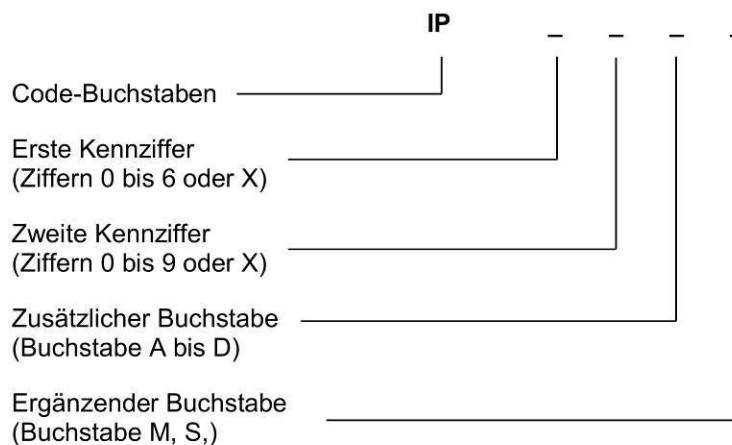 IP _ _ _ _
Code-Buchstaben
Erste Kennziffer
(Ziffern 0 bis 6 oder X)
Zweite Kennziffer
(Ziffern 0 bis 9 oder X)
Zusätzlicher Buchstabe
(Buchstabe A bis D)
Ergänzender Buchstabe
(Buchstabe M, S,)